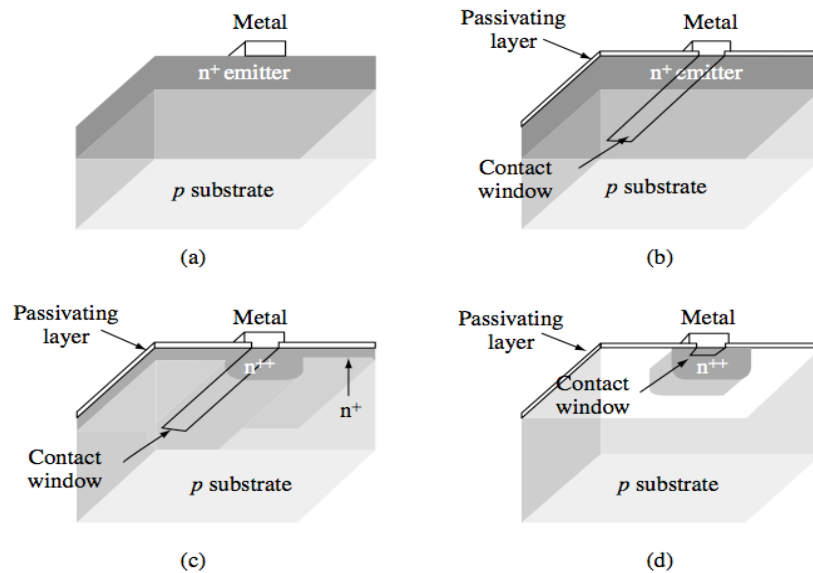 Metal
n⁺ emitter
p substrate
(a)
Passivating
layer
Metal
n⁺ emitter
Contact
window
p substrate
(b)
Passivating
layer
Metal
n⁺⁺
n⁺
Contact
window
p substrate
(c)
Passivating
layer
Metal
n⁺⁺
Contact
window
p substrate
(d)